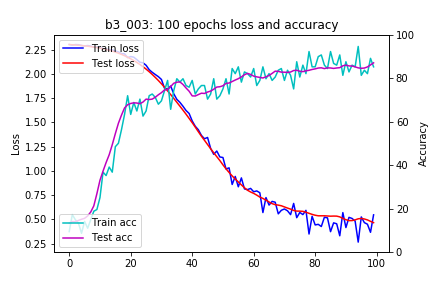 b3_003: 100 epochs loss and accuracy
Train loss
Test loss
Train acc
Test acc
Loss
2.25
2.00
1.75
1.50
1.25
1.00
0.75
0.50
0.25
Accuracy
100
80
60
40
20
0
0 20 40 60 80 100